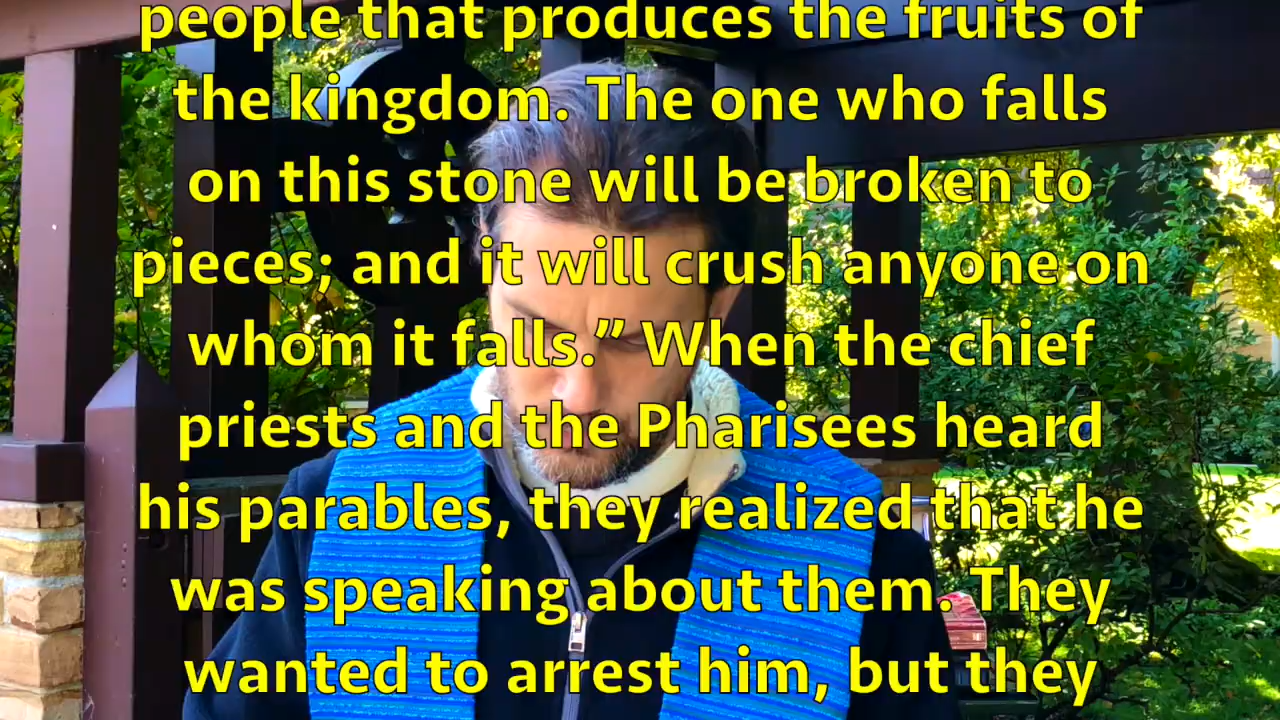 people that produces the fruits of
the kingdom. The one who falls
on this stone will be broken to
pieces; and it will crush anyone on
whom it falls.” When the chief
priests and the Pharisees heard
his parables, they realized that he
was speaking about them. They
wanted to arrest him, but they